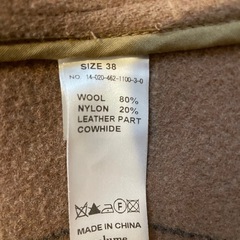 SIZE 38
NO. 14-020-462-1100-3-0
WOOL 80%
NYLON 20%
LEATHER PART
COWHIDE
MADE IN CHINA